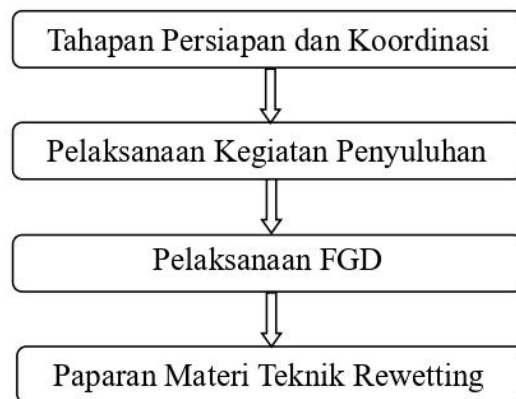 Tahapan Persiapan dan Koordinasi
Pelaksanaan Kegiatan Penyuluhan
Pelaksanaan FGD
Paparan Materi Teknik Rewetting